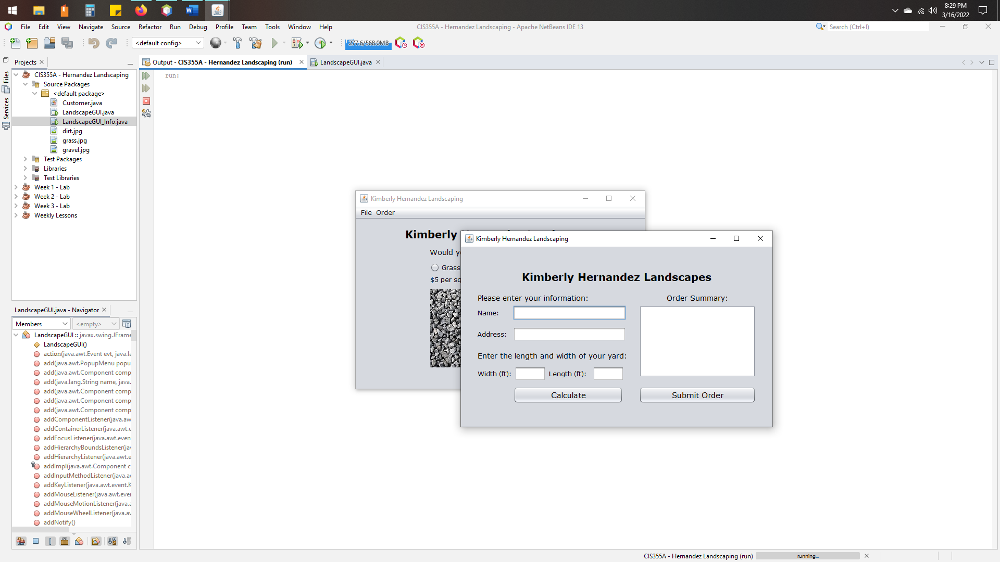 8:29 PM
3/16/2022
File Edit View Navigate Source Refactor Run Debug Profile Team Tools Window Help
CIS355A - Hernandez Landscaping - Apache NetBeans IDE 13
Search (Ctrl+I)
<default config>
277.6/568.0MB
Projects
Output - CIS355A - Hernandez Landscaping (run)
LandscapeGUI.java
Files
Services
CIS355A - Hernandez Landscaping
Source Packages
<default package>
Customer.java
LandscapeGUI.java
LandscapeGUI_Info.java
dirt.jpg
grass.jpg
gravel.jpg
Test Packages
Libraries
Test Libraries
Week 1 - Lab
Week 2 - Lab
Week 3 - Lab
Weekly Lessons
run:
Kimberly Hernandez Landscaping
File Order
Kimberly
Would yo
Grass
$5 per sq
Kimberly Hernandez Landscaping
Kimberly Hernandez Landscapes
Please enter your information:
Order Summary:
Name:
Address:
Enter the length and width of your yard:
Width (ft):
Length (ft):
Calculate
Submit Order
LandscapeGUI.java - Navigator
Members
<empty>
LandscapeGUI :: javax.swing.JFrame
LandscapeGUI()
action(java.awt.Event evt, java.la
add(java.awt.PopupMenu popu
add(java.awt.Component comp
add(java.lang.String name, java.
add(java.awt.Component comp
add(java.awt.Component comp
add(java.awt.Component comp
addComponentListener(java.aw
addContainerListener(java.awt.e
addFocusListener(java.awt.even
addHierarchyBoundsListener(jav
addHierarchyListener(java.awt.e
addImpl(java.awt.Component c
addInputMethodListener(java.aw
addKeyListener(java.awt.event.K
addMouseListener(java.awt.ever
addMouseMotionListener(java.a
addMouseWheelListener(java.aw
addNotify()
CIS355A - Hernandez Landscaping (run)
running...